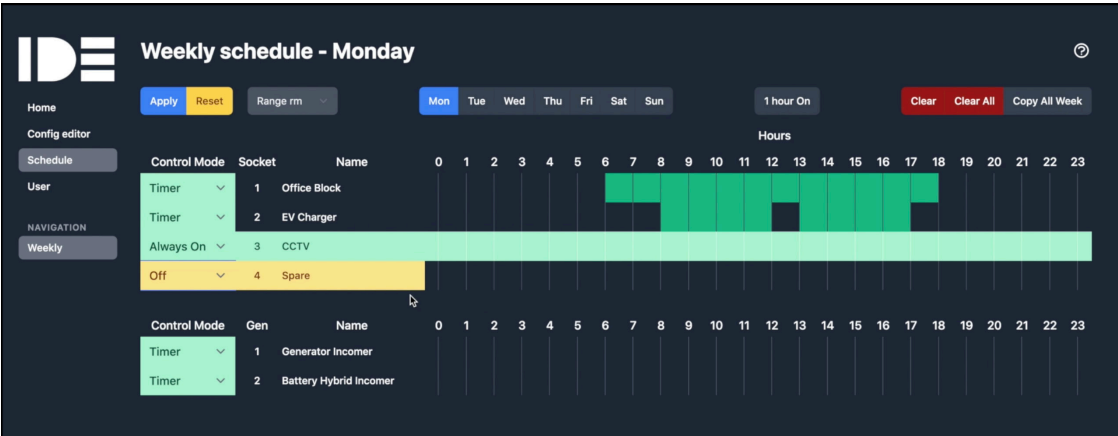 IDE
Weekly schedule - Monday
Home
Config editor
Schedule
User
NAVIGATION
Weekly
Apply Reset Range rm Mon Tue Wed Thu Fri Sat Sun 1 hour On Clear Clear All Copy All Week
Hours
Control Mode Socket Name 0 1 2 3 4 5 6 7 8 9 10 11 12 13 14 15 16 17 18 19 20 21 22 23
Timer 1 Office Block
Timer 2 EV Charger
Always On 3 CCTV
Off 4 Spare
Control Mode Gen Name 0 1 2 3 4 5 6 7 8 9 10 11 12 13 14 15 16 17 18 19 20 21 22 23
Timer 1 Generator Incomer
Timer 2 Battery Hybrid Incomer